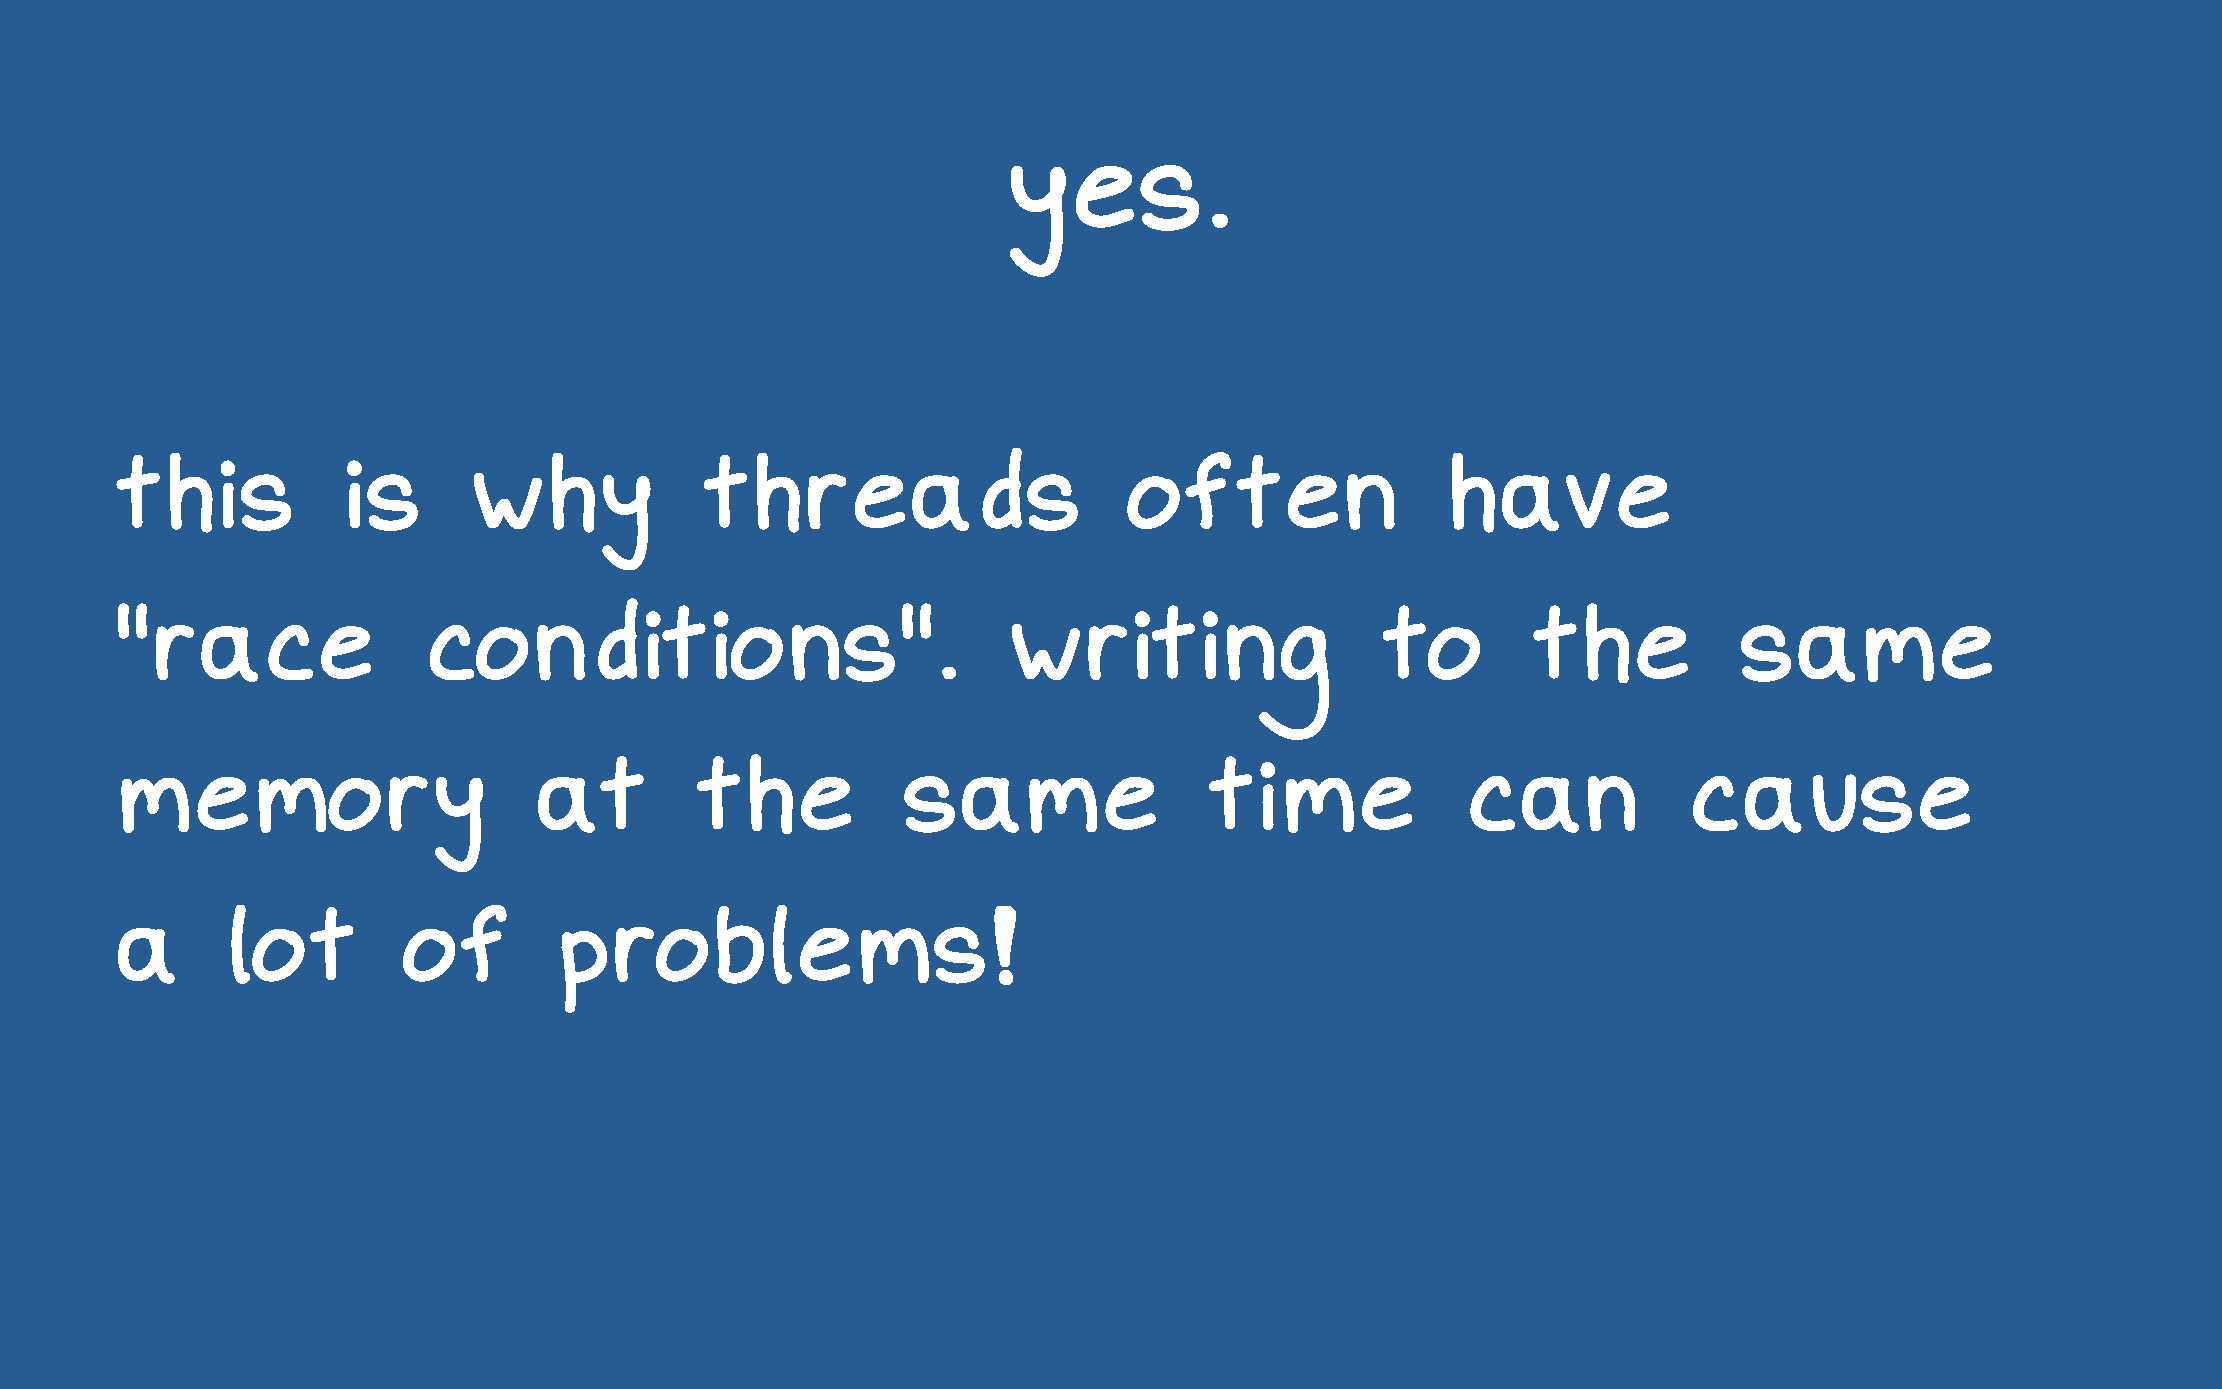 yes.
this is why threads often have
"race conditions". writing to the same
memory at the same time can cause
a lot of problems!